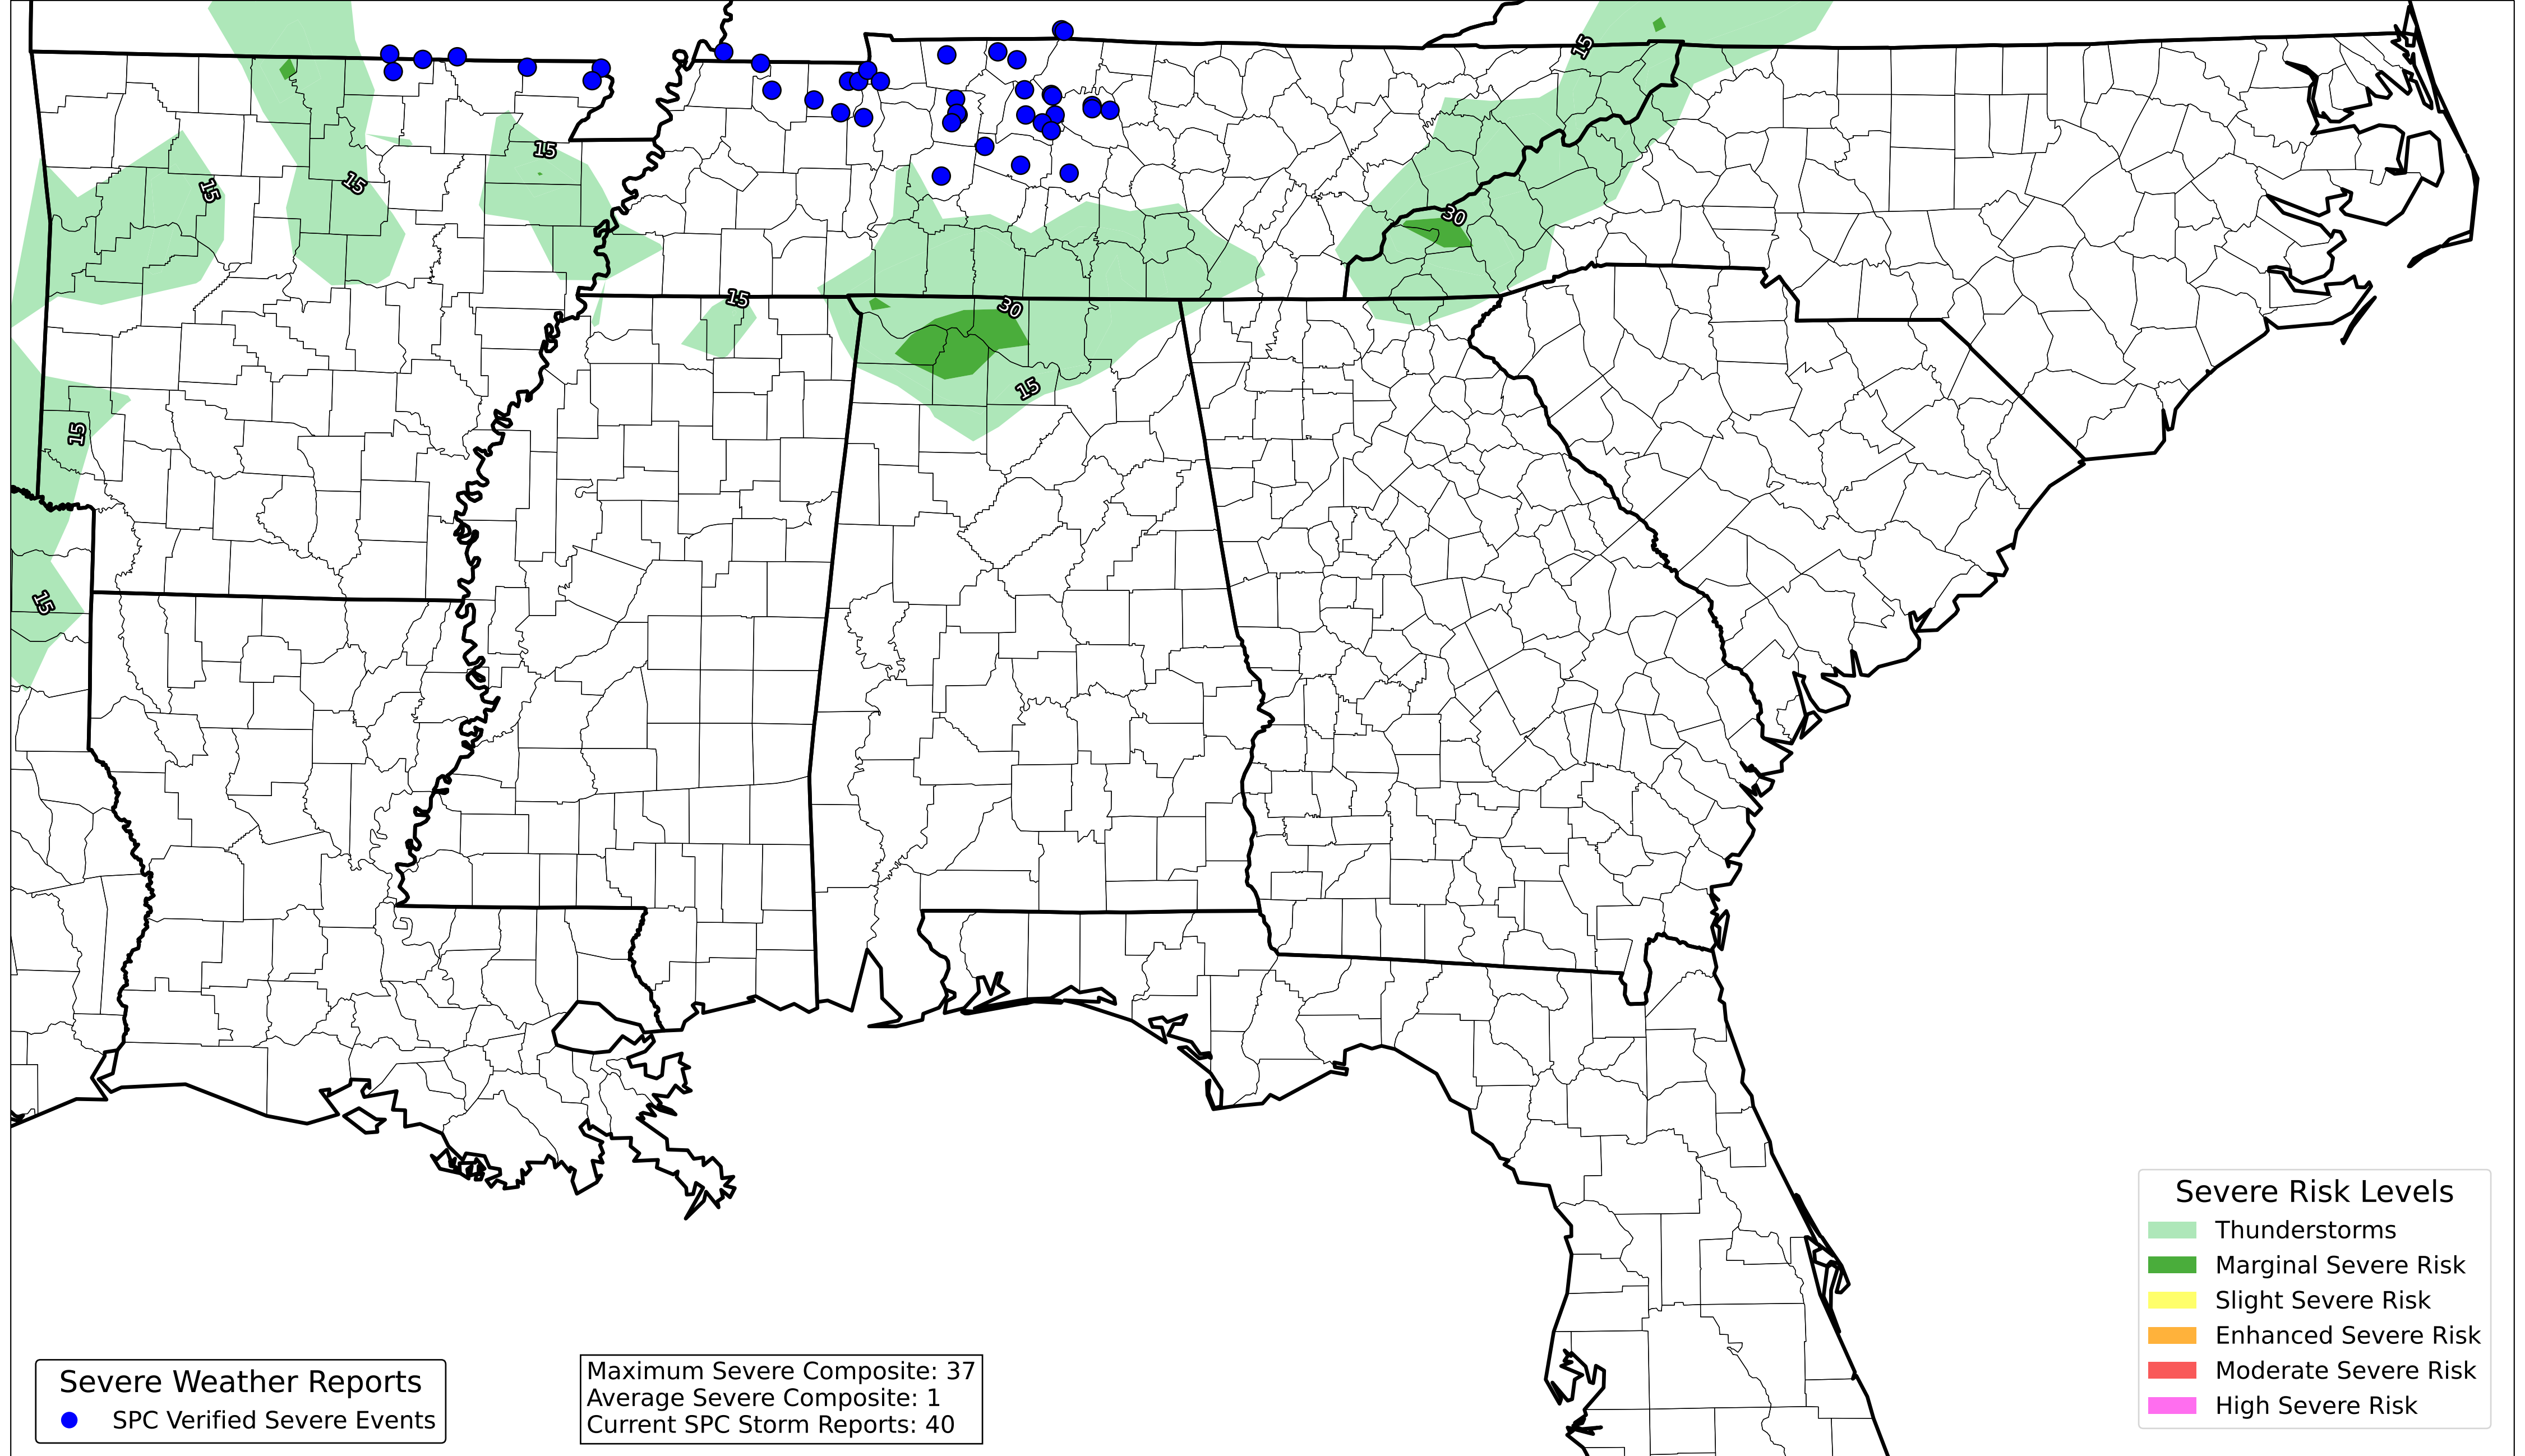 15
15
15
15
30
15
30
15
15
15
Severe Risk Levels
Thunderstorms
Marginal Severe Risk
Slight Severe Risk
Enhanced Severe Risk
Moderate Severe Risk
High Severe Risk
Severe Weather Reports
SPC Verified Severe Events
Maximum Severe Composite: 37
Average Severe Composite: 1
Current SPC Storm Reports: 40